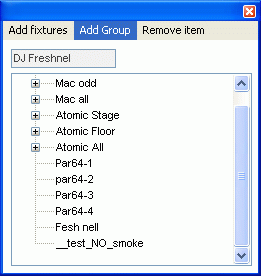 Add fixtures Add Group Remove item
DJ Freshnel
Mac odd
Mac all
Atomic Stage
Atomic Floor
Atomic All
Par64-1
par64-2
Par64-3
Par64-4
Fesh nell
__test_NO_smoke